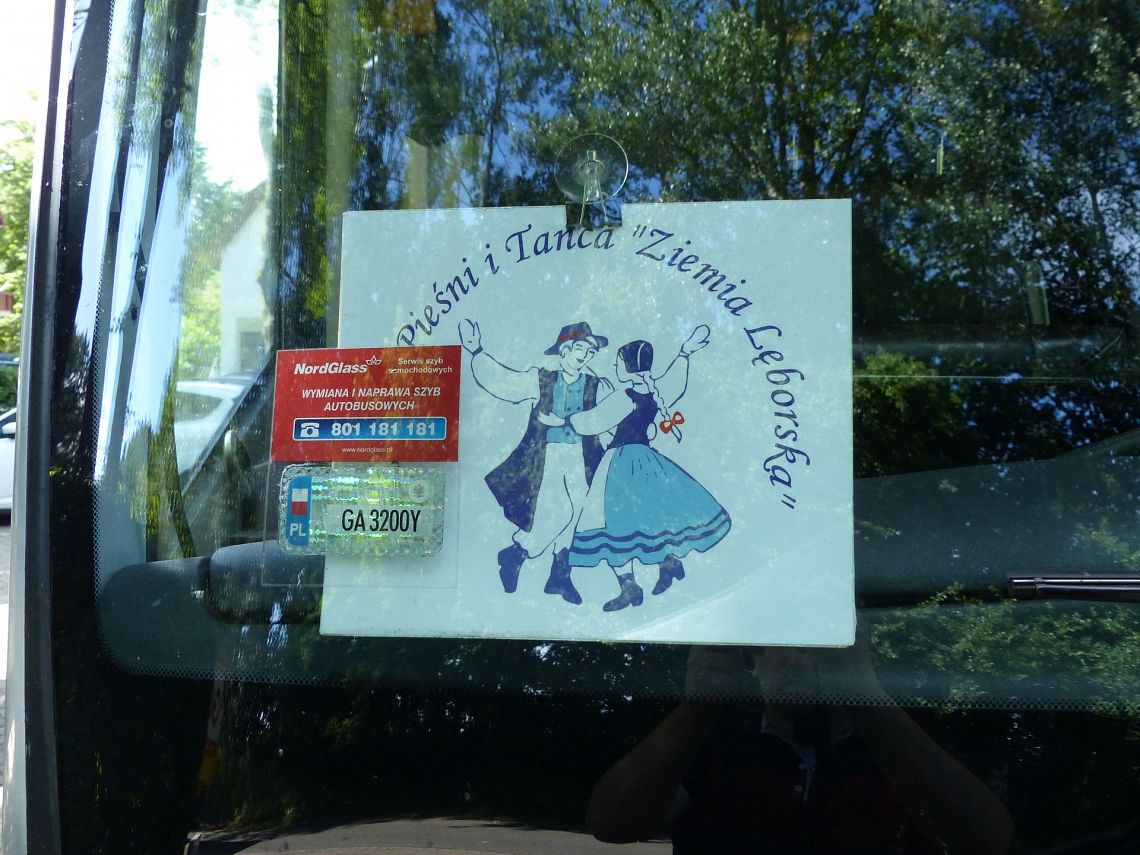 Pieśni i Tańca "Ziemia Lęborska"
NordGlass
Serwis szyb
samochodowych
WYMIANA I NAPRAWA SZYB
AUTOBUSOWYCH
801 181 181
www.nordglass.pl
PL
GA 3200Y